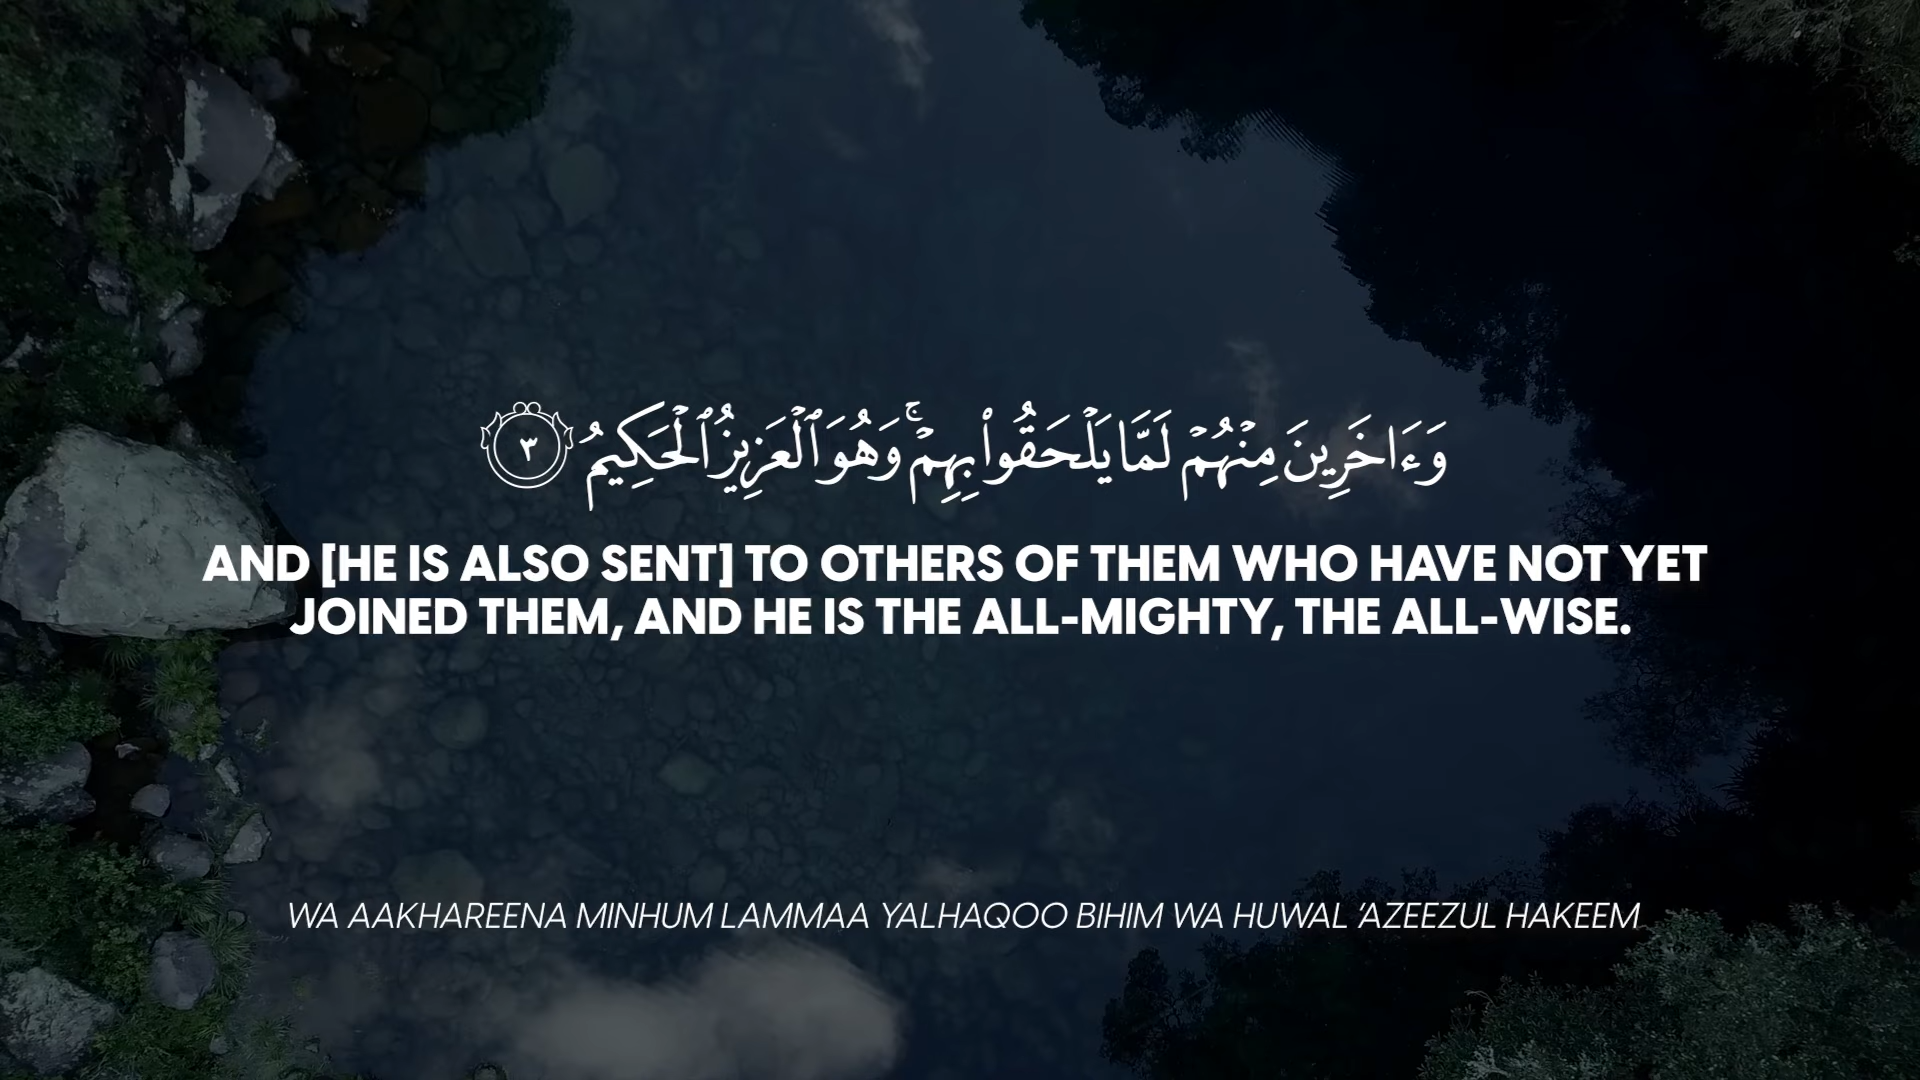 وَءَاخَرِينَ مِنْهُمْ لَمَّا يَلْحَقُوا۟ بِهِمْ ۚ وَهُوَ ٱلْعَزِيزُ ٱلْحَكِيمُ ٣
AND [HE IS ALSO SENT] TO OTHERS OF THEM WHO HAVE NOT YET
JOINED THEM, AND HE IS THE ALL-MIGHTY, THE ALL-WISE.
WA AAKHAREENA MINHUM LAMMAA YALHAQOO BIHIM WA HUWAL ‘AZEEZUL HAKEEM